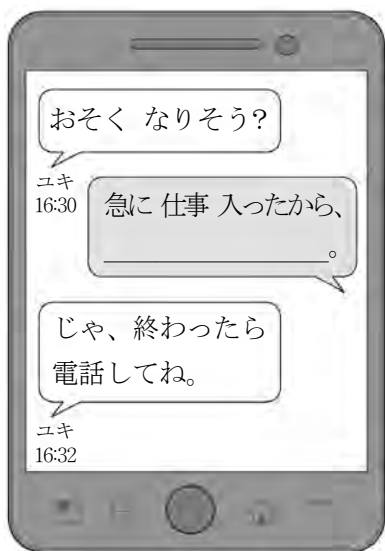 おそく なりそう?
ユキ
16:30
急に 仕事 入ったから、
。
じゃ、終わったら
電話してね。
ユキ
16:32